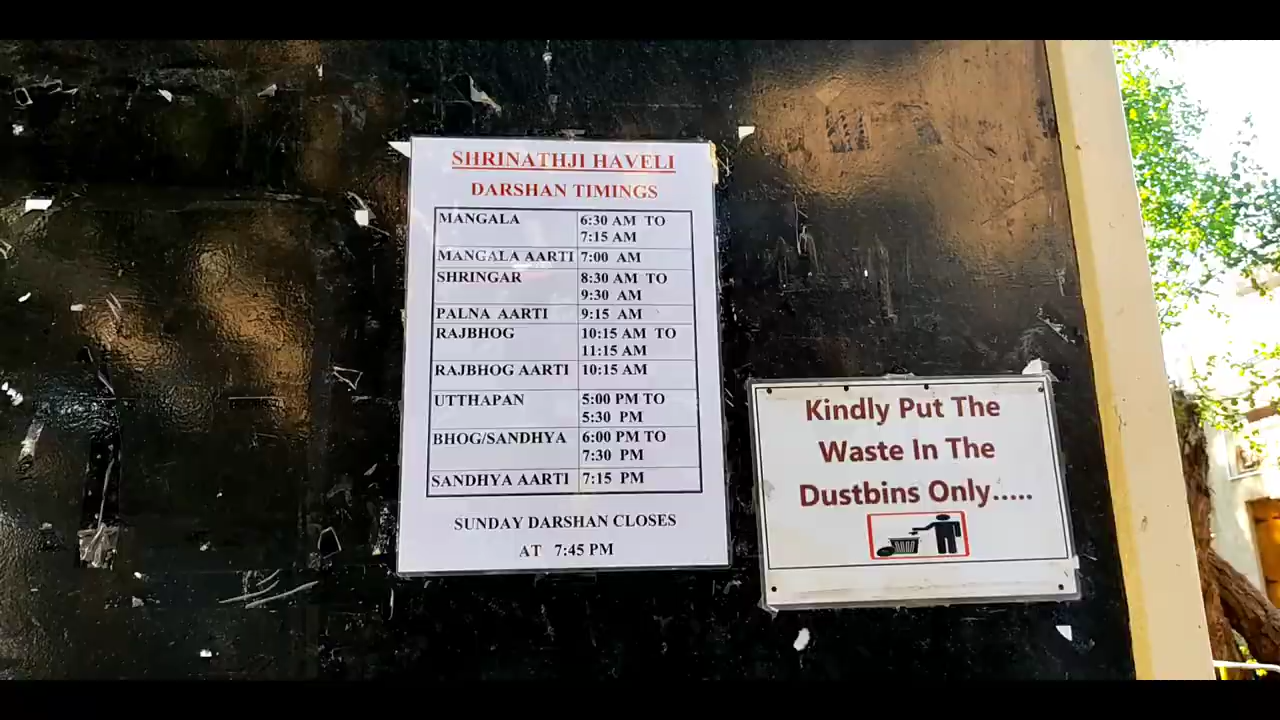 SHRINATHJI HAVELI
DARSHAN TIMINGS
MANGALA 6:30 AM TO
7:15 AM
MANGALA AARTI 7:00 AM
SHRINGAR 8:30 AM TO
9:30 AM
PALNA AARTI 9:15 AM
RAJBHOG 10:15 AM TO
11:15 AM
RAJBHOG AARTI 10:15 AM
UTTHAPAN 5:00 PM TO
5:30 PM
BHOG/SANDHYA 6:00 PM TO
7:30 PM
SANDHYA AARTI 7:15 PM
SUNDAY DARSHAN CLOSES
AT 7:45 PM
Kindly Put The
Waste In The
Dustbins Only.....